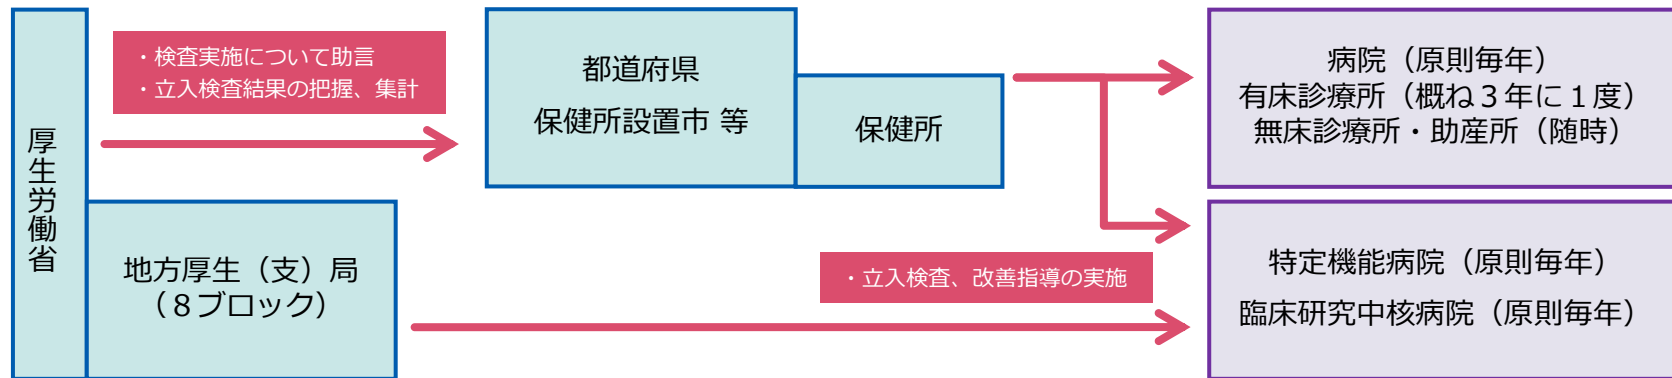 厚生労働省
・検査実施について助言
・立入検査結果の把握、集計
都道府県
保健所設置市 等
保健所
病院（原則毎年）
有床診療所（概ね３年に１度）
無床診療所・助産所（随時）
地方厚生（支）局
（８ブロック）
・立入検査、改善指導の実施
特定機能病院（原則毎年）
臨床研究中核病院（原則毎年）